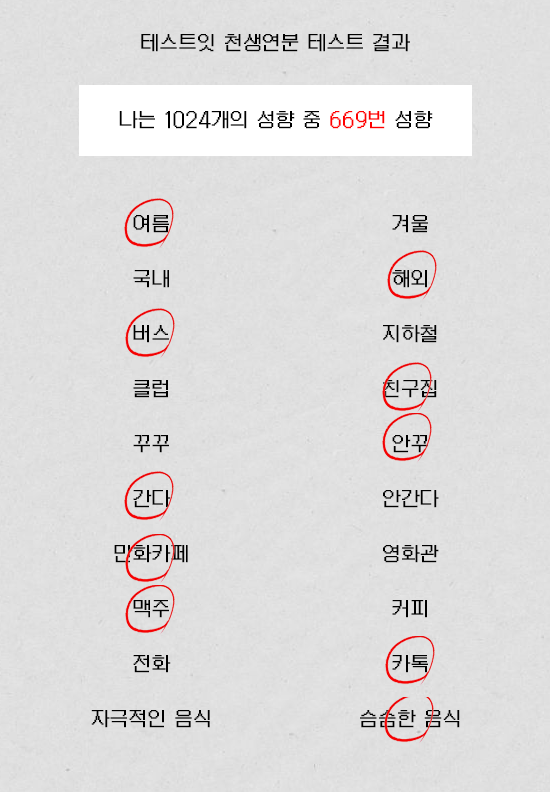 테스트잇 천생연분 테스트 결과
나는 1024개의 성향 중 669번 성향
여름 겨울
국내 해외
버스 지하철
클럽 친구집
꾸꾸 안꾸
간다 안간다
만화카페 영화관
맥주 커피
전화 카톡
자극적인 음식 슴슴한 음식